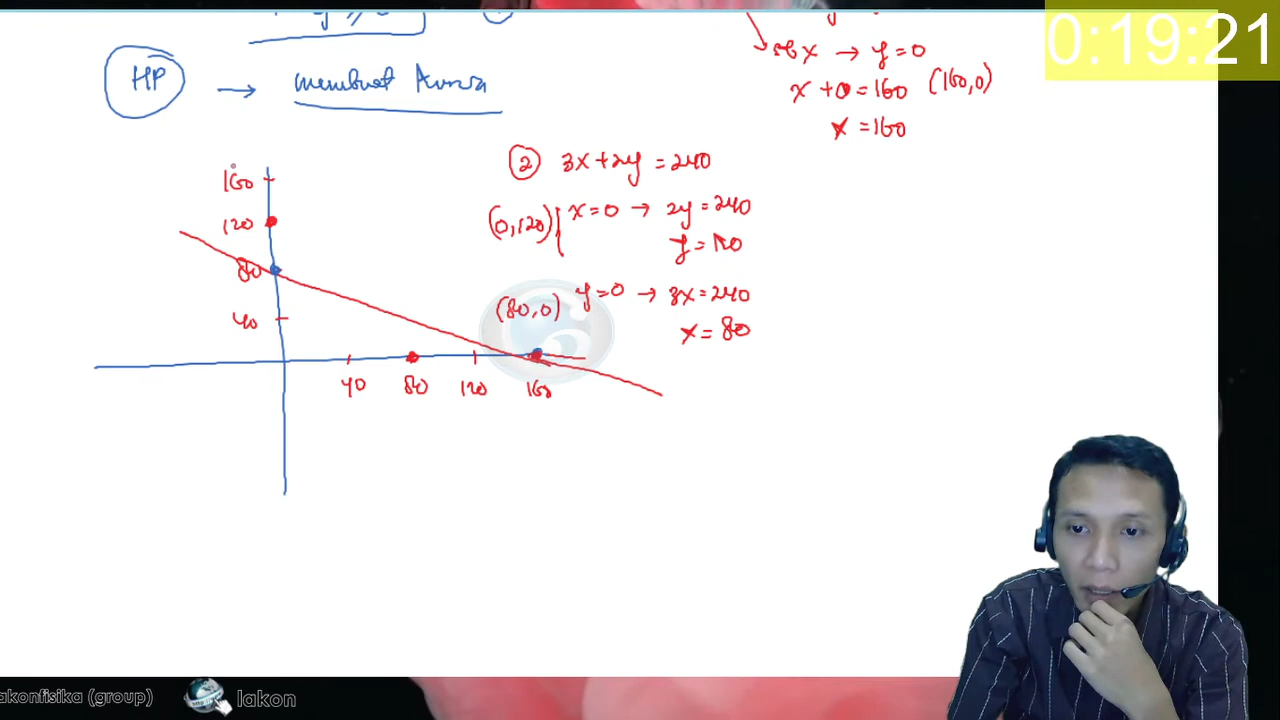 0:19:21
sb x → y = 0
HP → membuat kurva
x + 0 = 160 (160,0)
x = 160
② 3x + 2y = 240
160
120
80
40
(0,120) x = 0 → 2y = 240
y = 120
y = 0 → 3x = 240
(80,0)
x = 80
40 80 120 160
akonfisika (group) lakon